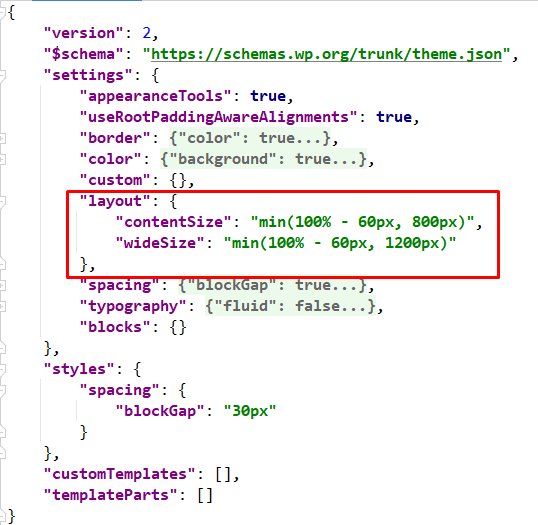 {
"version": 2,
"$schema": "https://schemas.wp.org/trunk/theme.json",
"settings": {
"appearanceTools": true,
"useRootPaddingAwareAlignments": true,
"border": {"color": true...},
"color": {"background": true...},
"custom": {},
"layout": {
"contentSize": "min(100% - 60px, 800px)",
"wideSize": "min(100% - 60px, 1200px)"
},
"spacing": {"blockGap": true...},
"typography": {"fluid": false...},
"blocks": {}
},
"styles": {
"spacing": {
"blockGap": "30px"
}
},
"customTemplates": [],
"templateParts": []
}